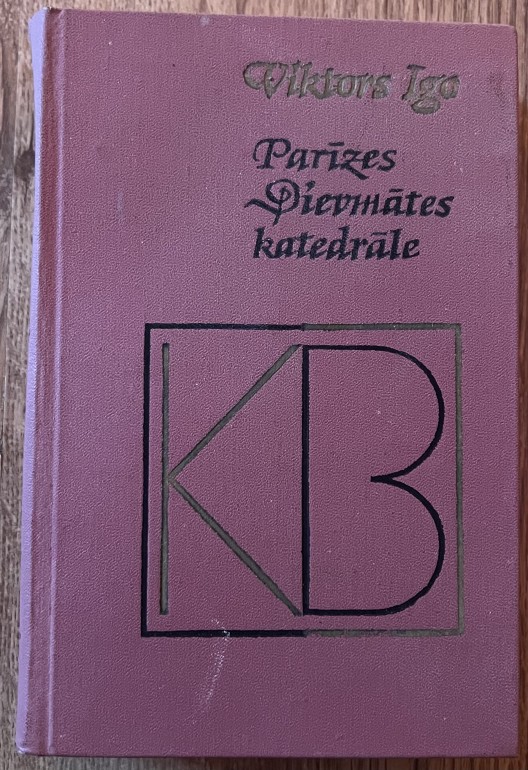 Viktors Igo
Parīzes
Dievmātes
katedrāle
KB